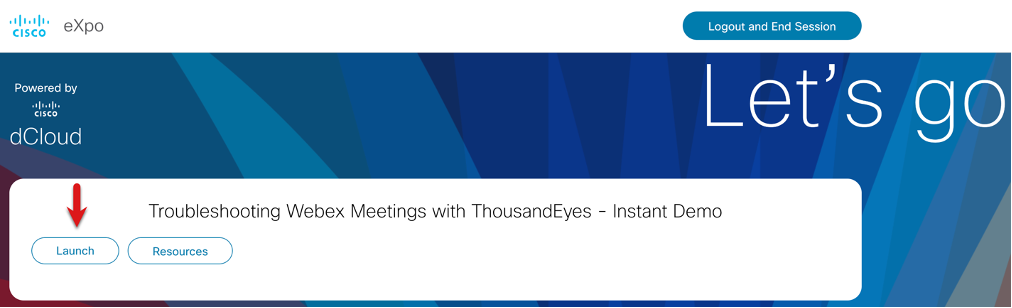 CISCO
eXpo
Logout and End Session
Powered by
CISCO
dCloud
Let's go
Troubleshooting Webex Meetings with ThousandEyes - Instant Demo
Launch
Resources